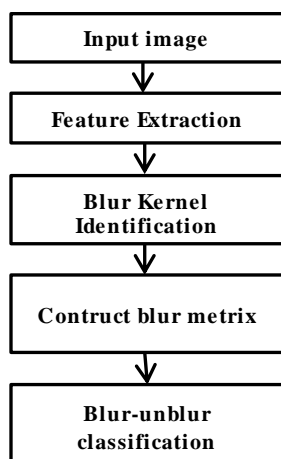 Input image
Feature Extraction
Blur Kernel
Identification
Contruct blur metrix
Blur-unblur
classification